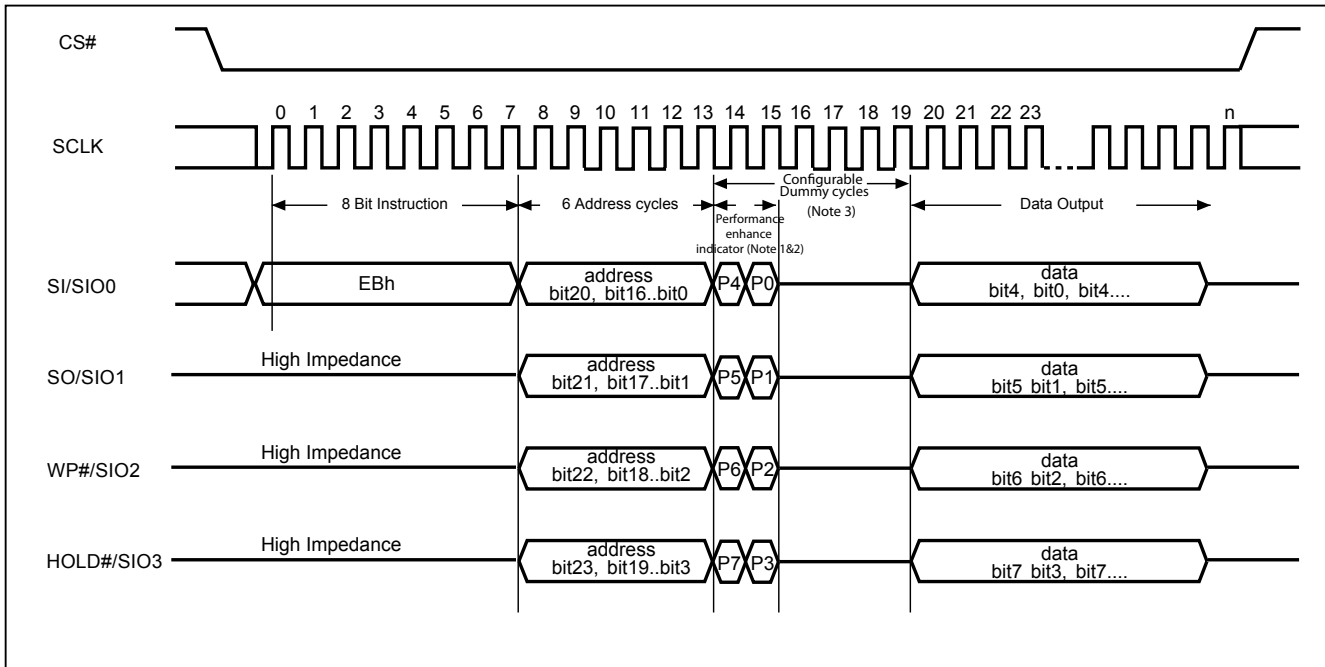 CS#
0 1 2 3 4 5 6 7 8 9 10 11 12 13 14 15 16 17 18 19 20 21 22 23 n
SCLK
8 Bit Instruction
6 Address cycles
Configurable
Dummy cycles
(Note 3)
Performance
enhance
indicator (Note 1&2)
Data Output
SI/SIO0
EBh
address
bit20, bit16..bit0
P4 P0
data
bit4, bit0, bit4....
SO/SIO1
High Impedance
address
bit21, bit17..bit1
P5 P1
data
bit5 bit1, bit5....
WP#/SIO2
High Impedance
address
bit22, bit18..bit2
P6 P2
data
bit6 bit2, bit6....
HOLD#/SIO3
High Impedance
address
bit23, bit19..bit3
P7 P3
data
bit7 bit3, bit7....